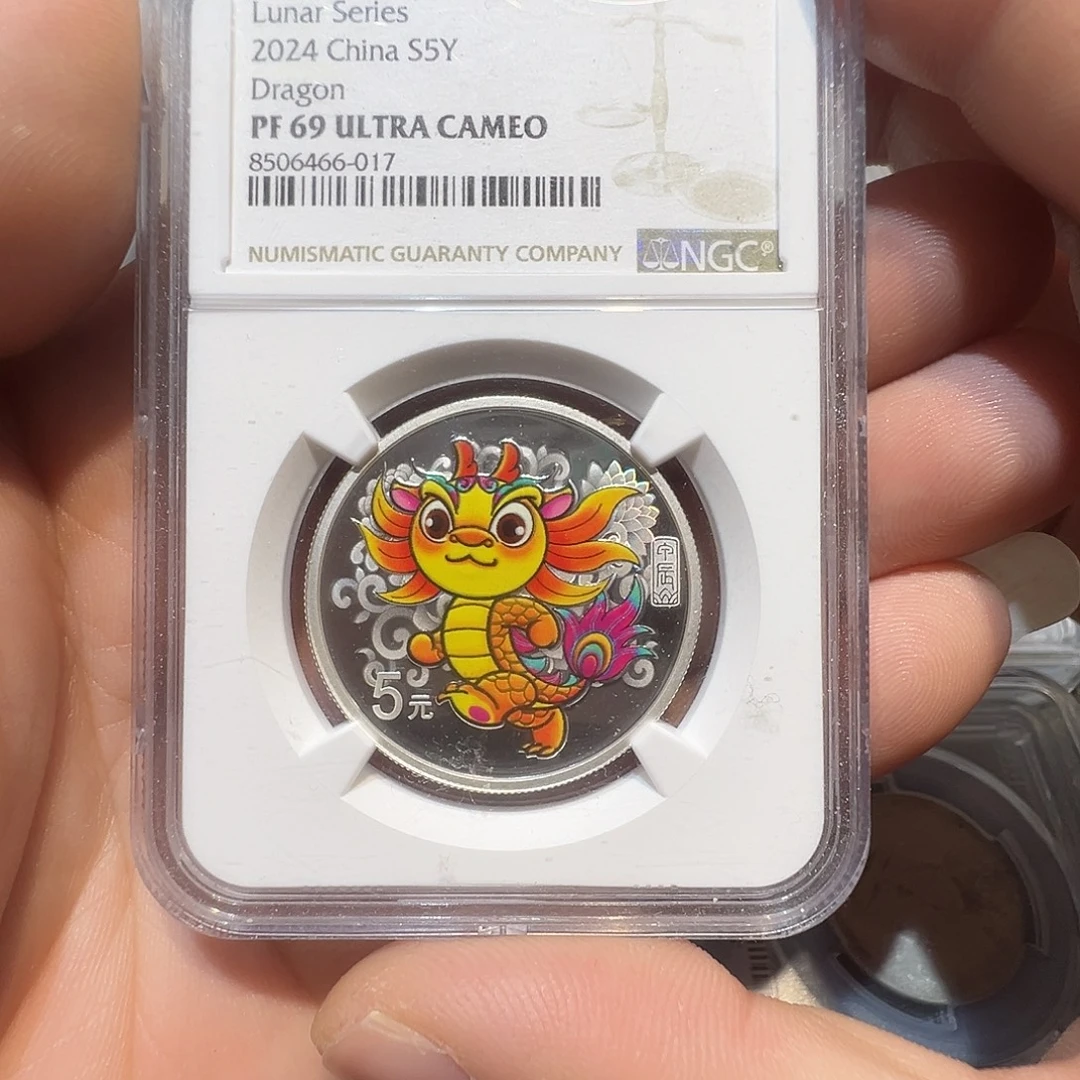 Lunar Series
2024 China S5Y
Dragon
PF 69 ULTRA CAMEO
8506466-017
NUMISMATIC GUARANTY COMPANY
NGC®
5元